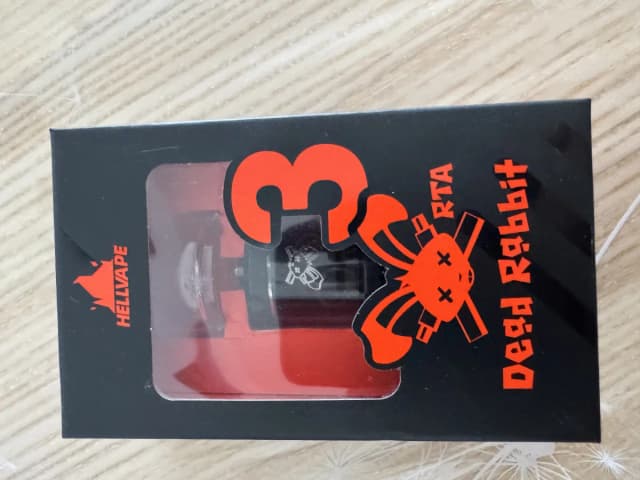 HELLVAPE
3
RTA
Dead Rabbit